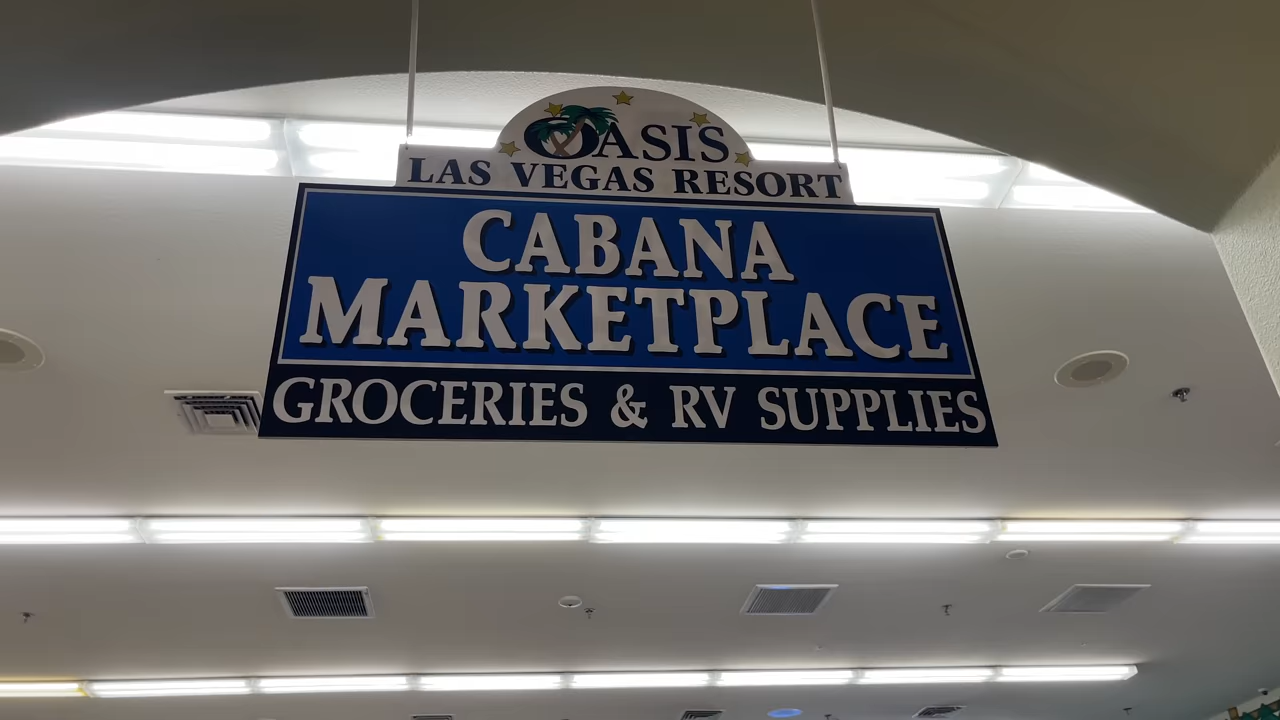 OASIS
LAS VEGAS RESORT
CABANA
MARKETPLACE
GROCERIES & RV SUPPLIES